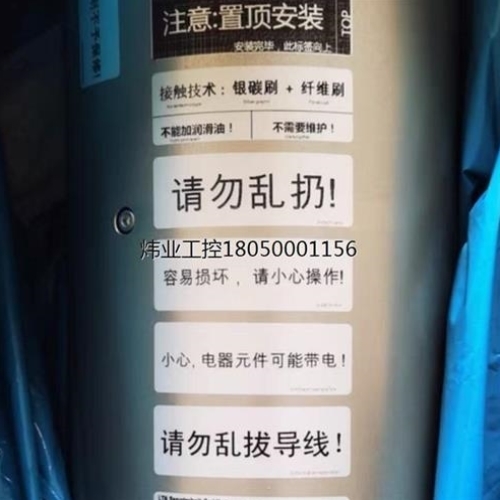 注意:置顶安装
TOP
安装完毕，此标签向上
接触技术：银碳刷 + 纤维刷
不能加润滑油！
不需要维护！
请勿乱扔!
炜业工控18050001156
容易损坏，请小心操作!
小心,电器元件可能带电！
请勿乱拔导线！